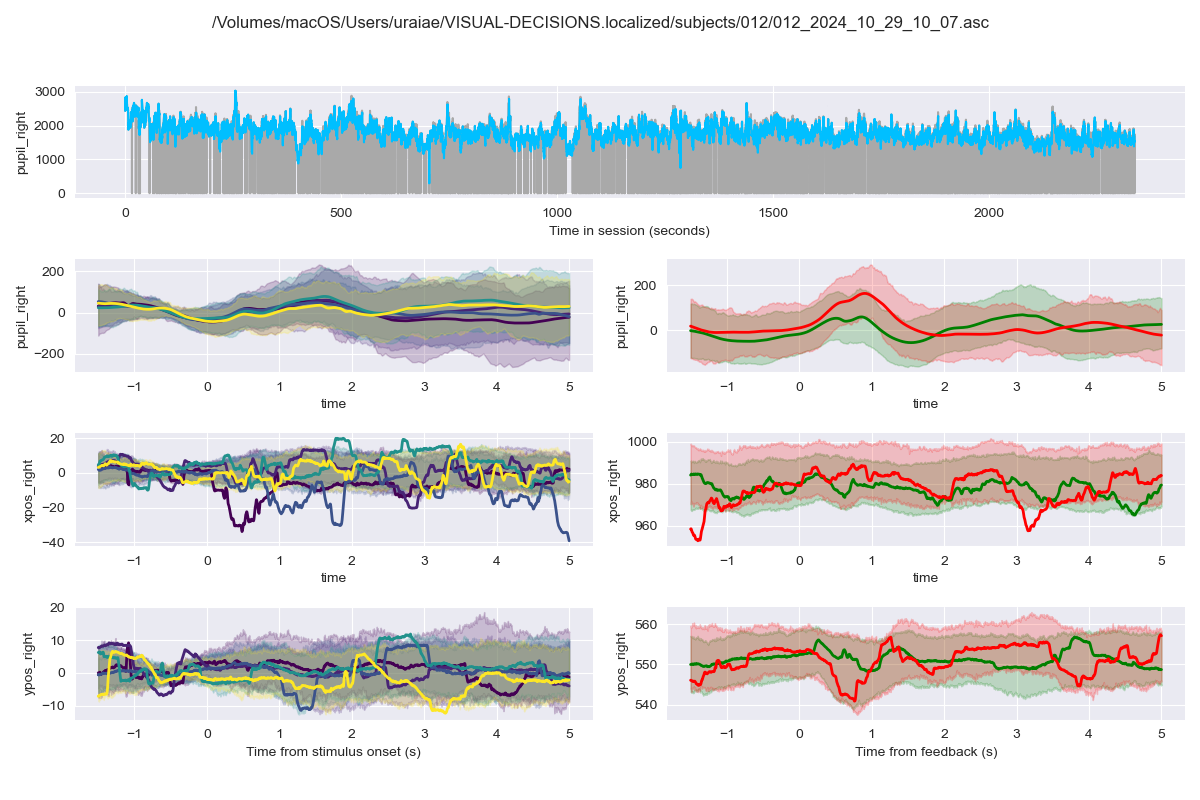 /Volumes/macOS/Users/uraiae/VISUAL-DECISIONS.localized/subjects/012/012_2024_10_29_10_07.asc
pupil_right
3000
2000
1000
0
0 500 1000 1500 2000
Time in session (seconds)
pupil_right
200
0
−200
−1 0 1 2 3 4 5
time
pupil_right
200
0
−1 0 1 2 3 4 5
time
xpos_right
20
0
−20
−40
−1 0 1 2 3 4 5
time
xpos_right
1000
980
960
−1 0 1 2 3 4 5
time
ypos_right
20
10
0
−10
−1 0 1 2 3 4 5
Time from stimulus onset (s)
ypos_right
560
550
540
−1 0 1 2 3 4 5
Time from feedback (s)